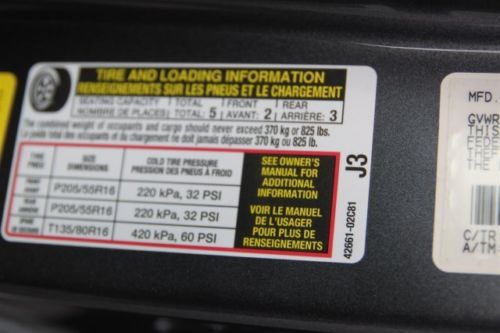 TIRE AND LOADING INFORMATION
RENSEIGNEMENTS SUR LES PNEUS ET LE CHARGEMENT
SEATING CAPACITY TOTAL FRONT REAR
NOMBRE DE PLACES TOTAL: 5 AVANT: 2 ARRIÈRE: 3
The combined weight of occupants and cargo should never exceed 370 kg or 825 lbs.
Le poids total des occupants et du chargement ne doit jamais dépasser 370 kg ou 825 lb.
TIRE SIZE COLD TIRE PRESSURE
PNEU DIMENSIONS PRESSION DES PNEUS À FROID
P205/55R16 220 kPa, 32 PSI
P205/55R16 220 kPa, 32 PSI
T135/80R16 420 kPa, 60 PSI
SEE OWNER'S
MANUAL FOR
ADDITIONAL
INFORMATION
VOIR LE MANUEL
DE L'USAGER
POUR PLUS DE
RENSEIGNEMENTS
J3
42661-02C81
MFD.
GVWR
THIS
C/TR
A/TM